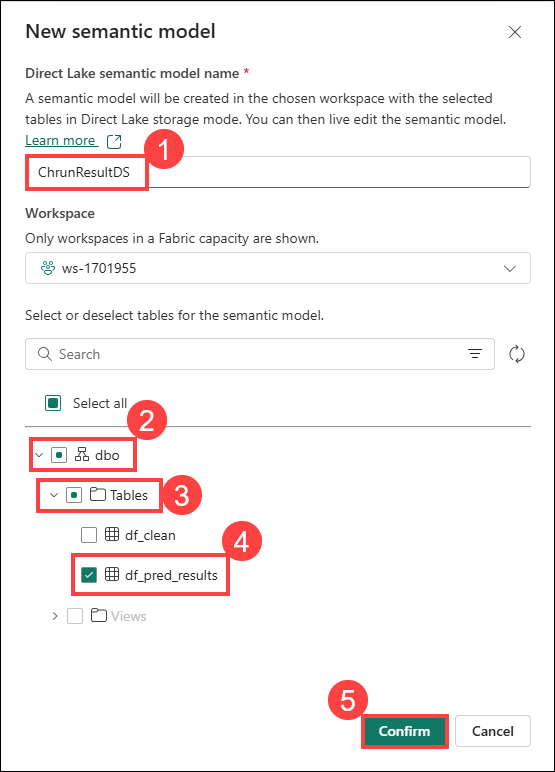 New semantic model
Direct Lake semantic model name *
A semantic model will be created in the chosen workspace with the selected
tables in Direct Lake storage mode. You can then live edit the semantic model.
Learn more
1
ChrunResultDS
Workspace
Only workspaces in a Fabric capacity are shown.
ws-1701955
Select or deselect tables for the semantic model.
Search
Select all
2
dbo
Tables
3
df_clean
4
df_pred_results
Views
5
Confirm
Cancel